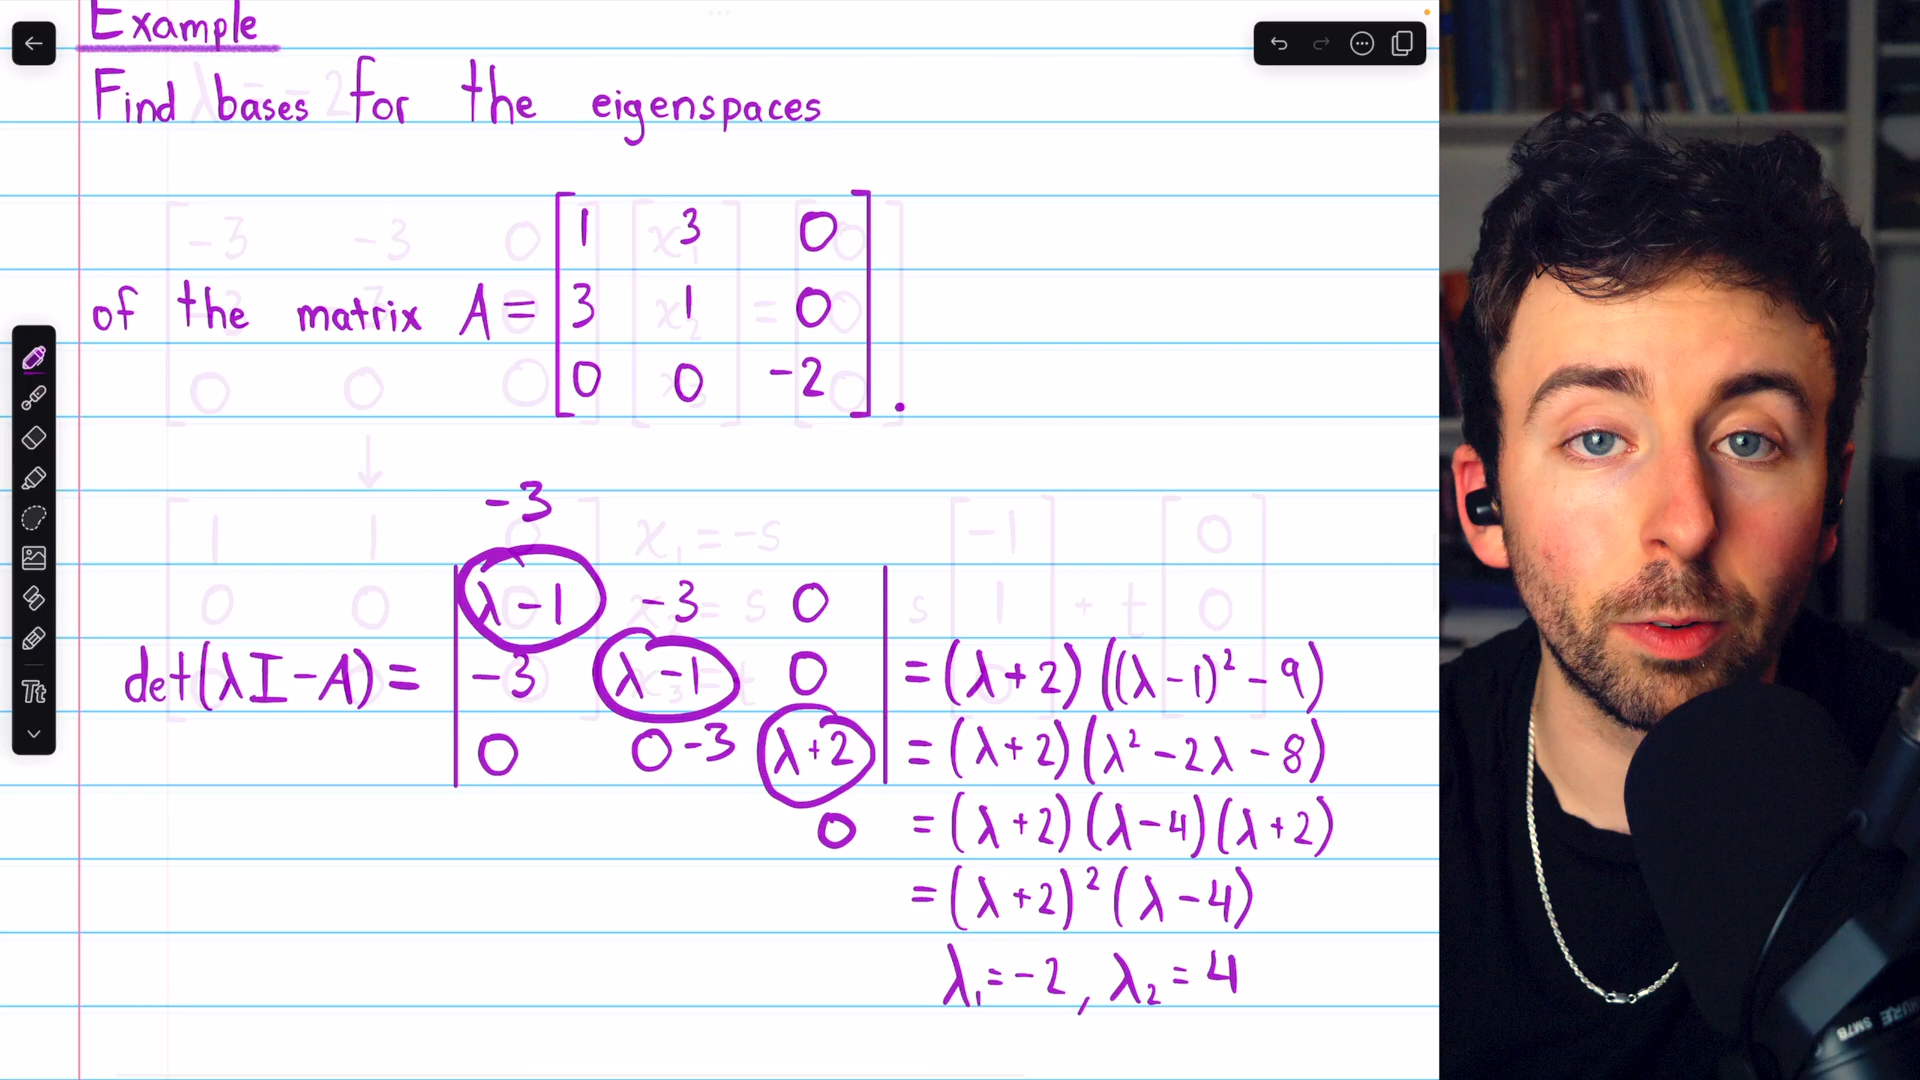 Example
Find bases for the eigenspaces
of the matrix A = [1 3 0
3 1 0
0 0 -2].
-3
det(λI-A) = | λ-1 -3 0
-3 λ-1 0
0 0 -3 λ+2 |
0
= (λ+2)((λ-1)² - 9)
= (λ+2)(λ² - 2λ - 8)
= (λ+2)(λ-4)(λ+2)
= (λ+2)²(λ-4)
λ₁ = -2, λ₂ = 4
Tt
SM7B